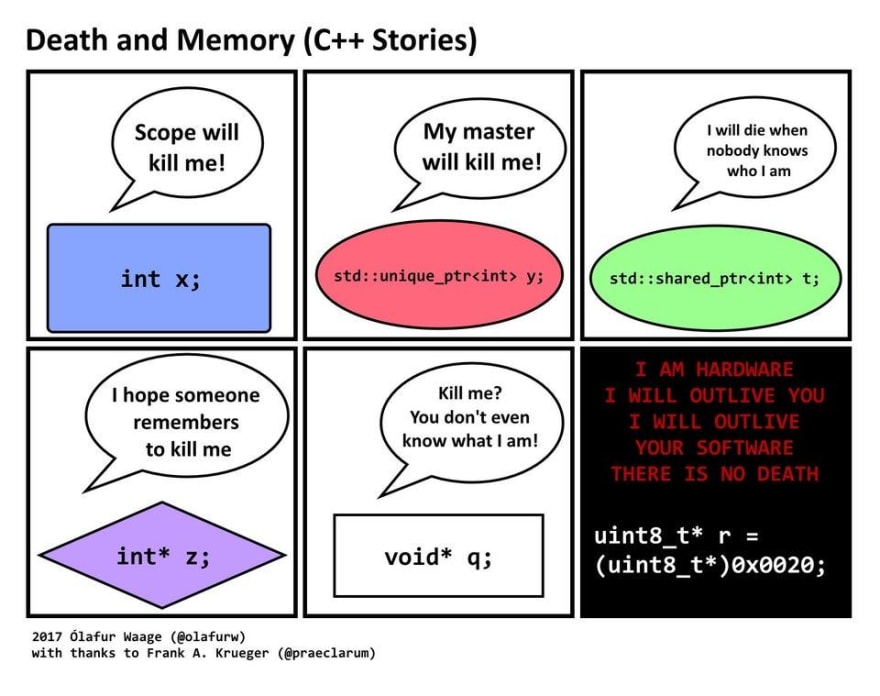 Death and Memory (C++ Stories)
Scope will
kill me!
int x;
My master
will kill me!
std::unique_ptr<int> y;
I will die when
nobody knows
who I am
std::shared_ptr<int> t;
I hope someone
remembers
to kill me
int* z;
Kill me?
You don't even
know what I am!
void* q;
I AM HARDWARE
I WILL OUTLIVE YOU
I WILL OUTLIVE
YOUR SOFTWARE
THERE IS NO DEATH
uint8_t* r =
(uint8_t*)0x0020;
2017 Ólafur Waage (@olafurw)
with thanks to Frank A. Krueger (@praeclarum)